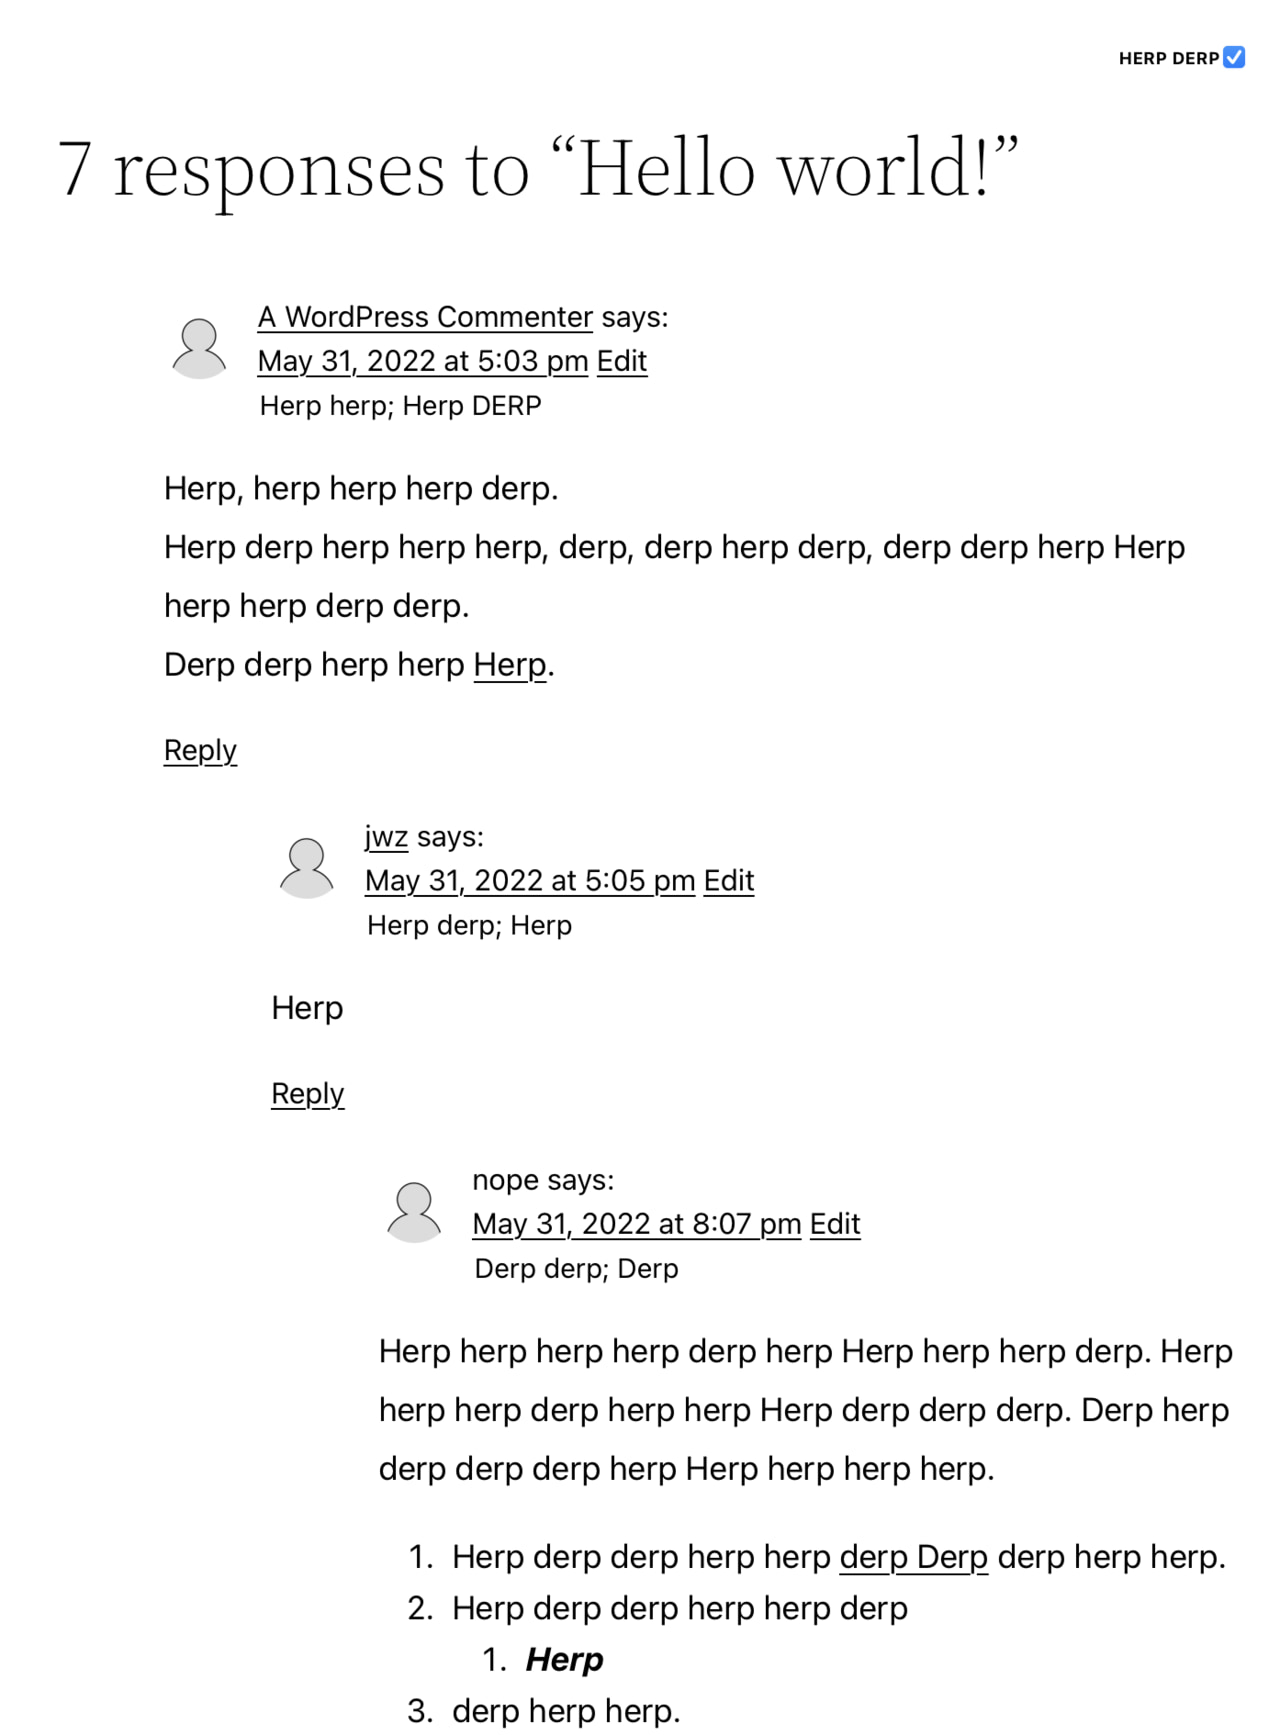 HERP DERP
7 responses to “Hello world!”
A WordPress Commenter says:
May 31, 2022 at 5:03 pm Edit
Herp herp; Herp DERP
Herp, herp herp herp derp.
Herp derp herp herp herp, derp, derp herp derp, derp derp herp Herp
herp herp derp derp.
Derp derp herp herp Herp.
Reply
jwz says:
May 31, 2022 at 5:05 pm Edit
Herp derp; Herp
Herp
Reply
nope says:
May 31, 2022 at 8:07 pm Edit
Derp derp; Derp
Herp herp herp herp derp herp Herp herp herp derp. Herp
herp herp derp herp herp Herp derp derp derp. Derp herp
derp derp derp herp Herp herp herp herp.
1. Herp derp derp herp herp derp Derp derp herp herp.
2. Herp derp derp herp herp derp
1. Herp
3. derp herp herp.